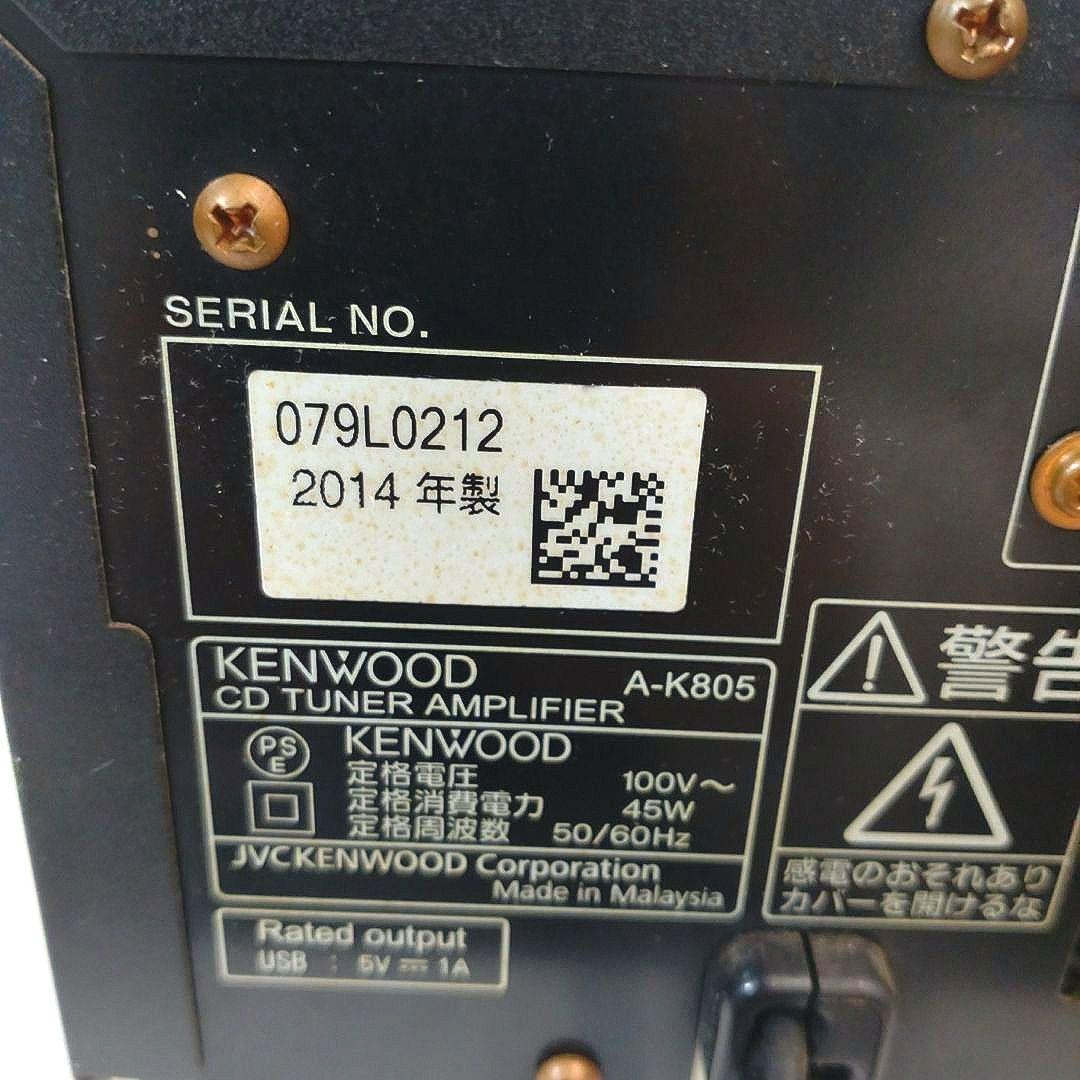 SERIAL NO.
079L0212
2014 年製
KENWOOD
CD TUNER AMPLIFIER
A-K805
PS
E
KENWOOD
定格電圧 100V～
定格消費電力 45W
定格周波数 50/60Hz
JVCKENWOOD Corporation
Made in Malaysia
警告
感電のおそれあり
カバーを開けるな
Rated output
USB : 5V ⎓ 1A